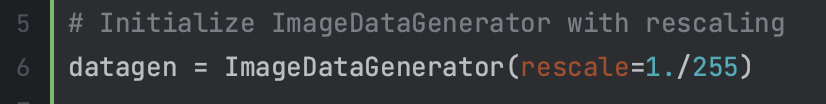 5 # Initialize ImageDataGenerator with rescaling
6 datagen = ImageDataGenerator(rescale=1./255)